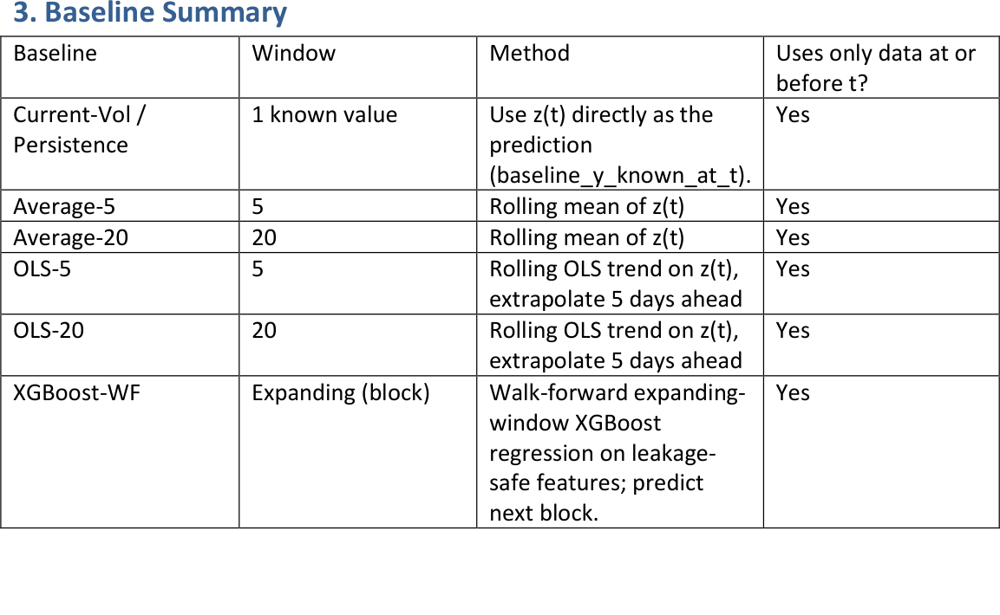 3. Baseline Summary
Baseline
Window
Method
Uses only data at or
before t?
Current-Vol /
Persistence
1 known value
Use z(t) directly as the
prediction
(baseline_y_known_at_t).
Yes
Average-5
5
Rolling mean of z(t)
Yes
Average-20
20
Rolling mean of z(t)
Yes
OLS-5
5
Rolling OLS trend on z(t),
extrapolate 5 days ahead
Yes
OLS-20
20
Rolling OLS trend on z(t),
extrapolate 5 days ahead
Yes
XGBoost-WF
Expanding (block)
Walk-forward expanding-
window XGBoost
regression on leakage-
safe features; predict
next block.
Yes